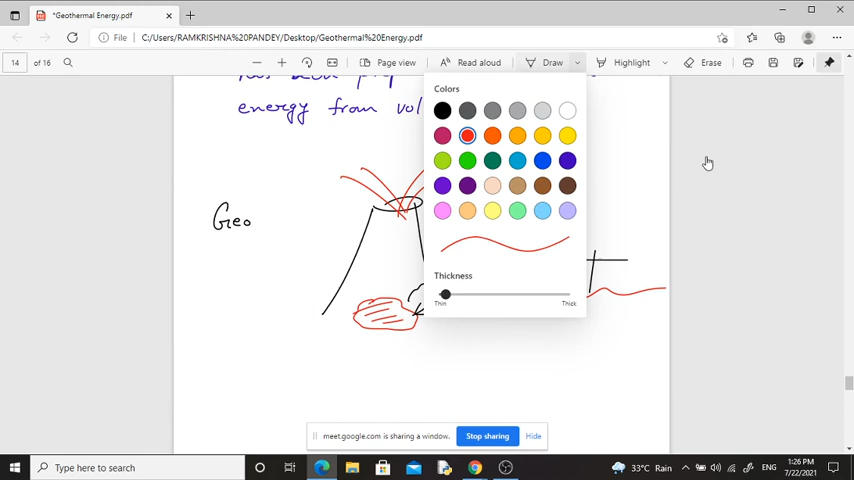 *Geothermal Energy.pdf
File
C:/Users/RAMKRISHNA%20PANDEY/Desktop/Geothermal%20Energy.pdf
14 of 16
Page view
Read aloud
Draw
Highlight
Erase
energy from vol
Geo
Colors
Thickness
Thin
Thick
meet.google.com is sharing a window.
Stop sharing
Hide
Type here to search
33°C Rain
ENG
1:26 PM
7/22/2021